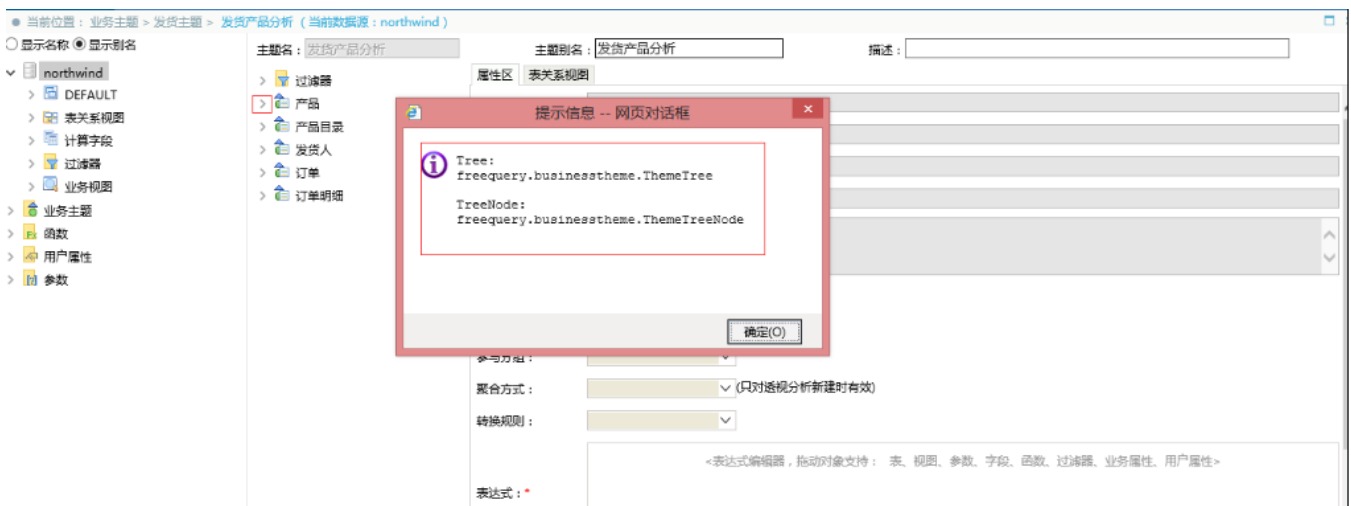 当前位置：业务主题 > 发货主题 > 发货产品分析（当前数据源：northwind）
显示名称 显示别名
northwind
DEFAULT
表关系视图
计算字段
过滤器
业务视图
业务主题
函数
用户属性
参数
主题名：发货产品分析
主题别名：发货产品分析
描述：
过滤器
产品
产品目录
发货人
订单
订单明细
属性区 表关系视图
提示信息 -- 网页对话框
Tree:
freequery.businesstheme.ThemeTree
TreeNode:
freequery.businesstheme.ThemeTreeNode
确定(O)
参与分组：
聚合方式： (只对透视分析新建时有效)
转换规则：
<表达式编辑器，拖动对象支持： 表、视图、参数、字段、函数、过滤器、业务属性、用户属性>
表达式：*